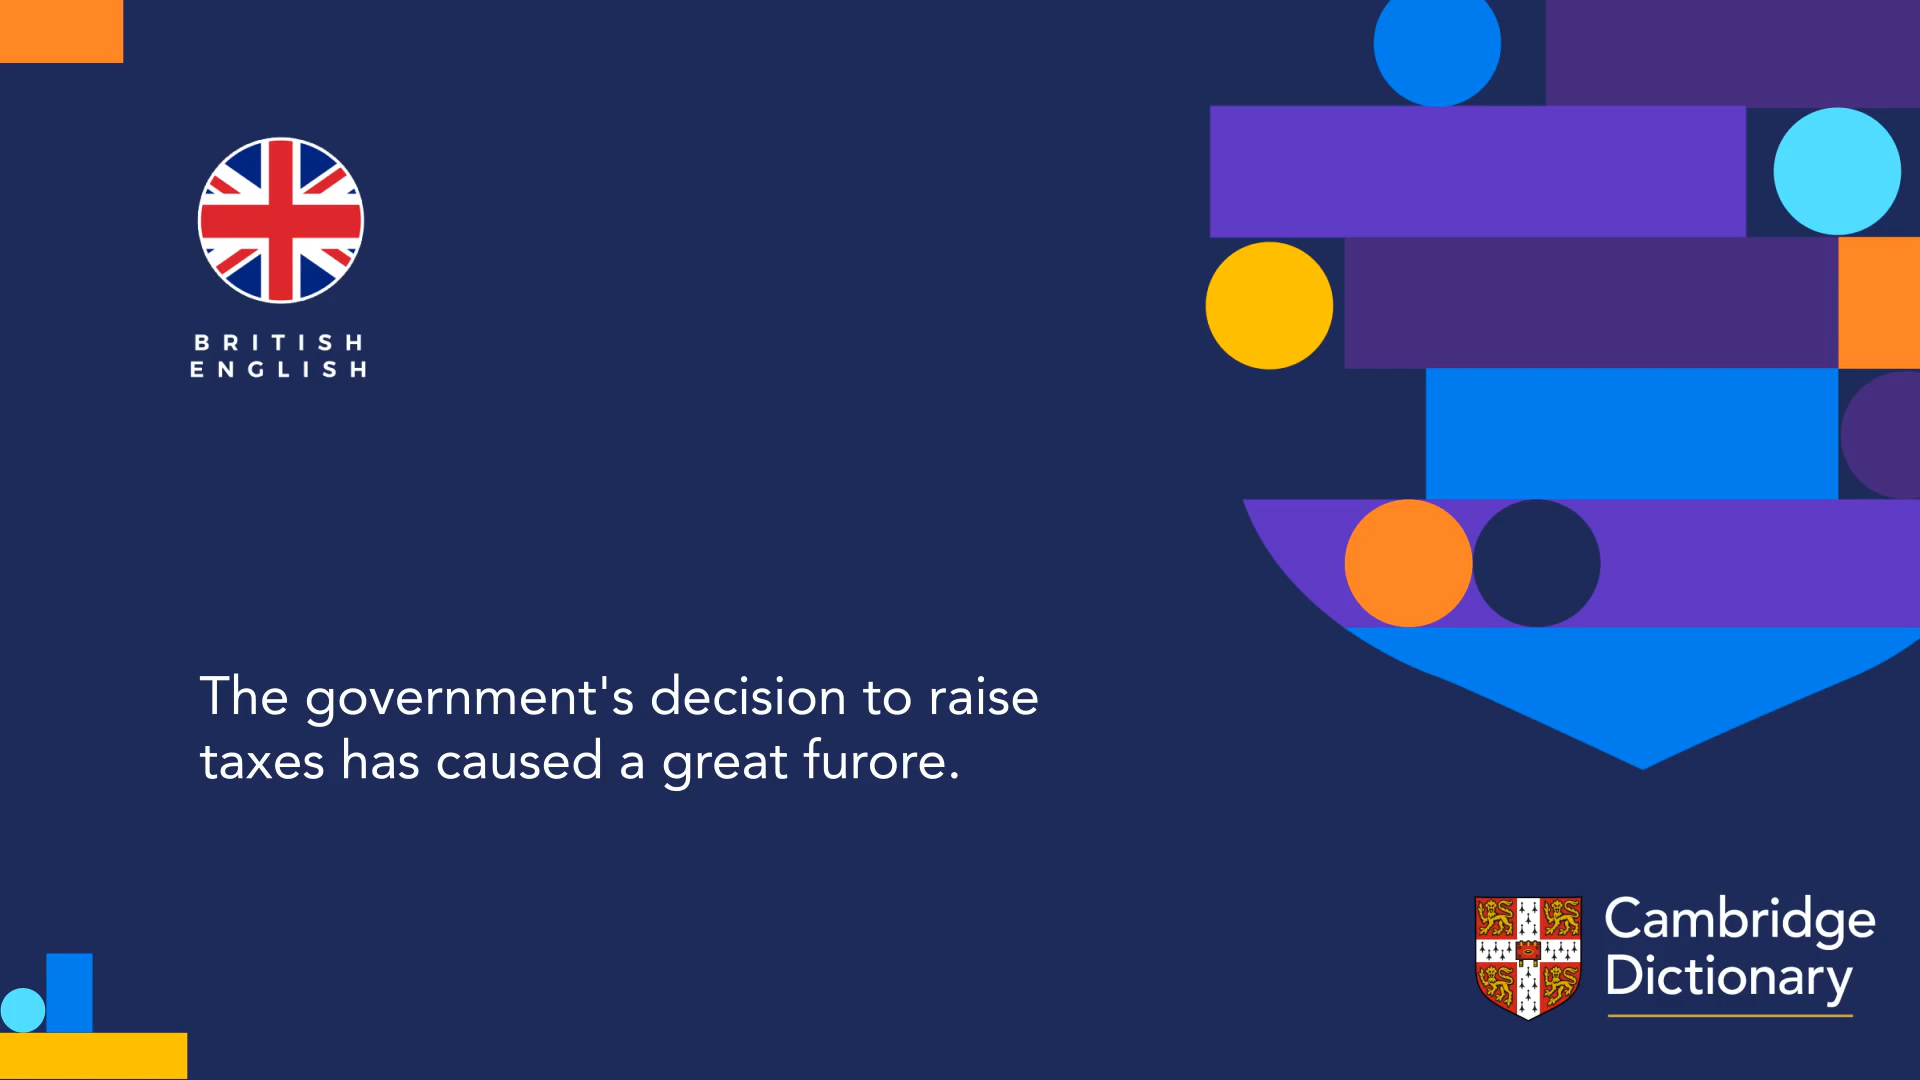 BRITISH
ENGLISH
The government's decision to raise
taxes has caused a great furore.
Cambridge
Dictionary